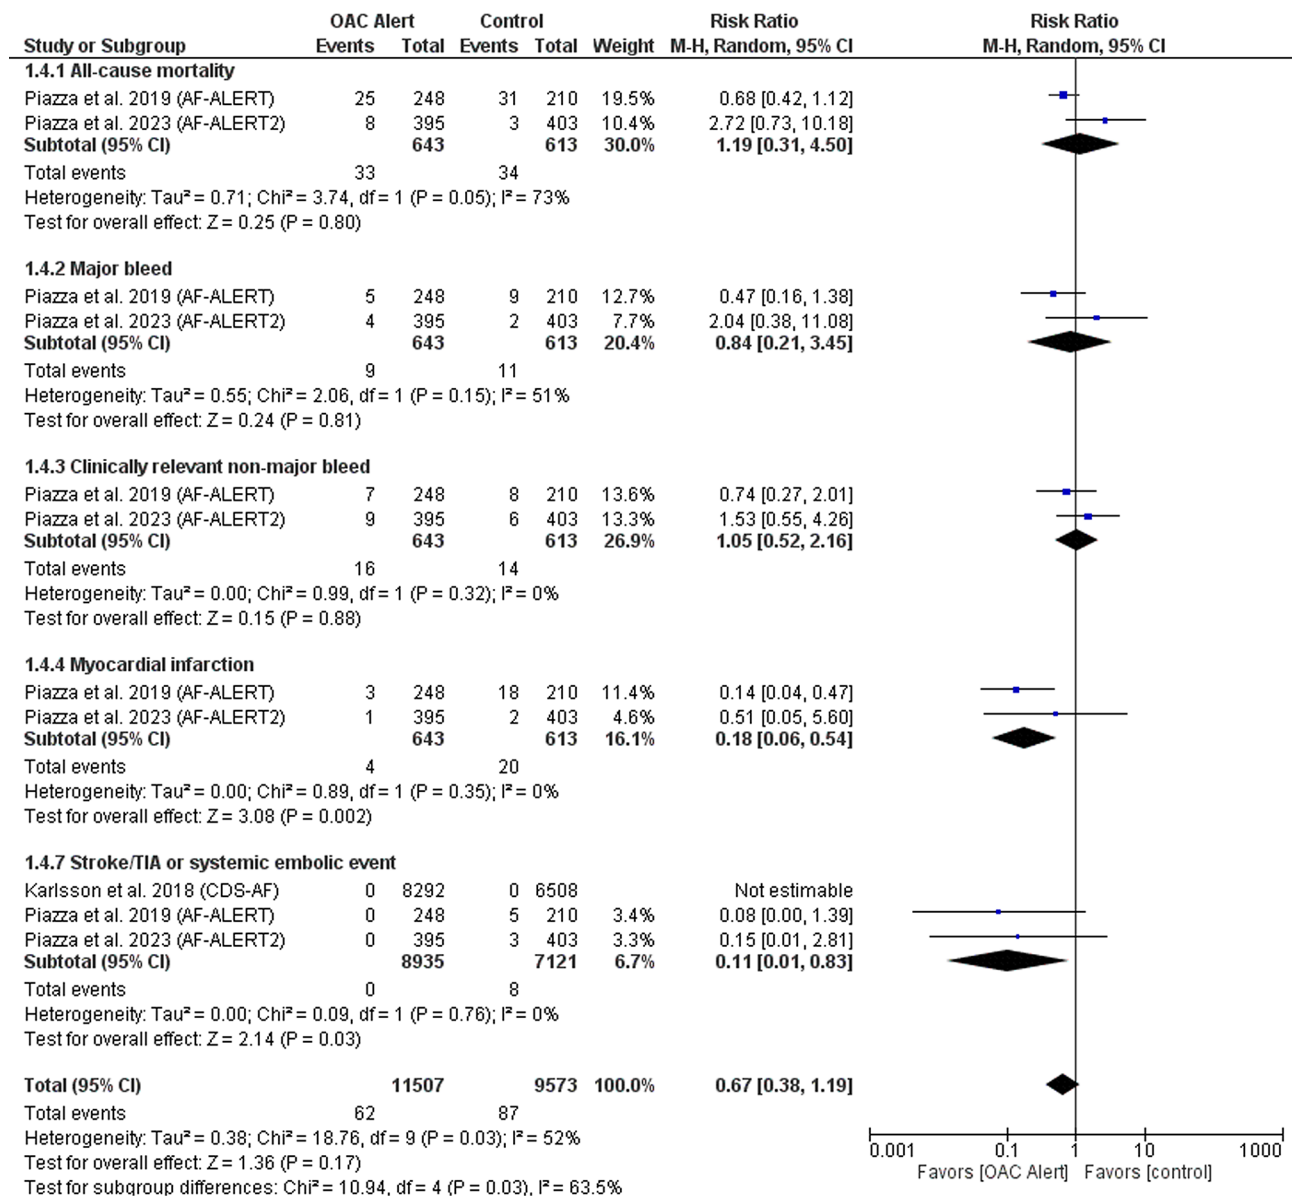 OAC Alert Control Risk Ratio Risk Ratio
Study or Subgroup Events Total Events Total Weight M-H, Random, 95% CI M-H, Random, 95% CI
1.4.1 All-cause mortality
Piazza et al. 2019 (AF-ALERT) 25 248 31 210 19.5% 0.68 [0.42, 1.12]
Piazza et al. 2023 (AF-ALERT2) 8 395 3 403 10.4% 2.72 [0.73, 10.18]
Subtotal (95% CI) 643 613 30.0% 1.19 [0.31, 4.50]
Total events 33 34
Heterogeneity: Tau² = 0.71; Chi² = 3.74, df = 1 (P = 0.05); I² = 73%
Test for overall effect: Z = 0.25 (P = 0.80)
1.4.2 Major bleed
Piazza et al. 2019 (AF-ALERT) 5 248 9 210 12.7% 0.47 [0.16, 1.38]
Piazza et al. 2023 (AF-ALERT2) 4 395 2 403 7.7% 2.04 [0.38, 11.08]
Subtotal (95% CI) 643 613 20.4% 0.84 [0.21, 3.45]
Total events 9 11
Heterogeneity: Tau² = 0.55; Chi² = 2.06, df = 1 (P = 0.15); I² = 51%
Test for overall effect: Z = 0.24 (P = 0.81)
1.4.3 Clinically relevant non-major bleed
Piazza et al. 2019 (AF-ALERT) 7 248 8 210 13.6% 0.74 [0.27, 2.01]
Piazza et al. 2023 (AF-ALERT2) 9 395 6 403 13.3% 1.53 [0.55, 4.26]
Subtotal (95% CI) 643 613 26.9% 1.05 [0.52, 2.16]
Total events 16 14
Heterogeneity: Tau² = 0.00; Chi² = 0.99, df = 1 (P = 0.32); I² = 0%
Test for overall effect: Z = 0.15 (P = 0.88)
1.4.4 Myocardial infarction
Piazza et al. 2019 (AF-ALERT) 3 248 18 210 11.4% 0.14 [0.04, 0.47]
Piazza et al. 2023 (AF-ALERT2) 1 395 2 403 4.6% 0.51 [0.05, 5.60]
Subtotal (95% CI) 643 613 16.1% 0.18 [0.06, 0.54]
Total events 4 20
Heterogeneity: Tau² = 0.00; Chi² = 0.89, df = 1 (P = 0.35); I² = 0%
Test for overall effect: Z = 3.08 (P = 0.002)
1.4.7 Stroke/TIA or systemic embolic event
Karlsson et al. 2018 (CDS-AF) 0 8292 0 6508 Not estimable
Piazza et al. 2019 (AF-ALERT) 0 248 5 210 3.4% 0.08 [0.00, 1.39]
Piazza et al. 2023 (AF-ALERT2) 0 395 3 403 3.3% 0.15 [0.01, 2.81]
Subtotal (95% CI) 8935 7121 6.7% 0.11 [0.01, 0.83]
Total events 0 8
Heterogeneity: Tau² = 0.00; Chi² = 0.09, df = 1 (P = 0.76); I² = 0%
Test for overall effect: Z = 2.14 (P = 0.03)
Total (95% CI) 11507 9573 100.0% 0.67 [0.38, 1.19]
Total events 62 87
Heterogeneity: Tau² = 0.38; Chi² = 18.76, df = 9 (P = 0.03); I² = 52%
Test for overall effect: Z = 1.36 (P = 0.17)
Test for subgroup differences: Chi² = 10.94, df = 4 (P = 0.03), I² = 63.5%
0.001 0.1 1 10 1000
Favors [OAC Alert] Favors [control]